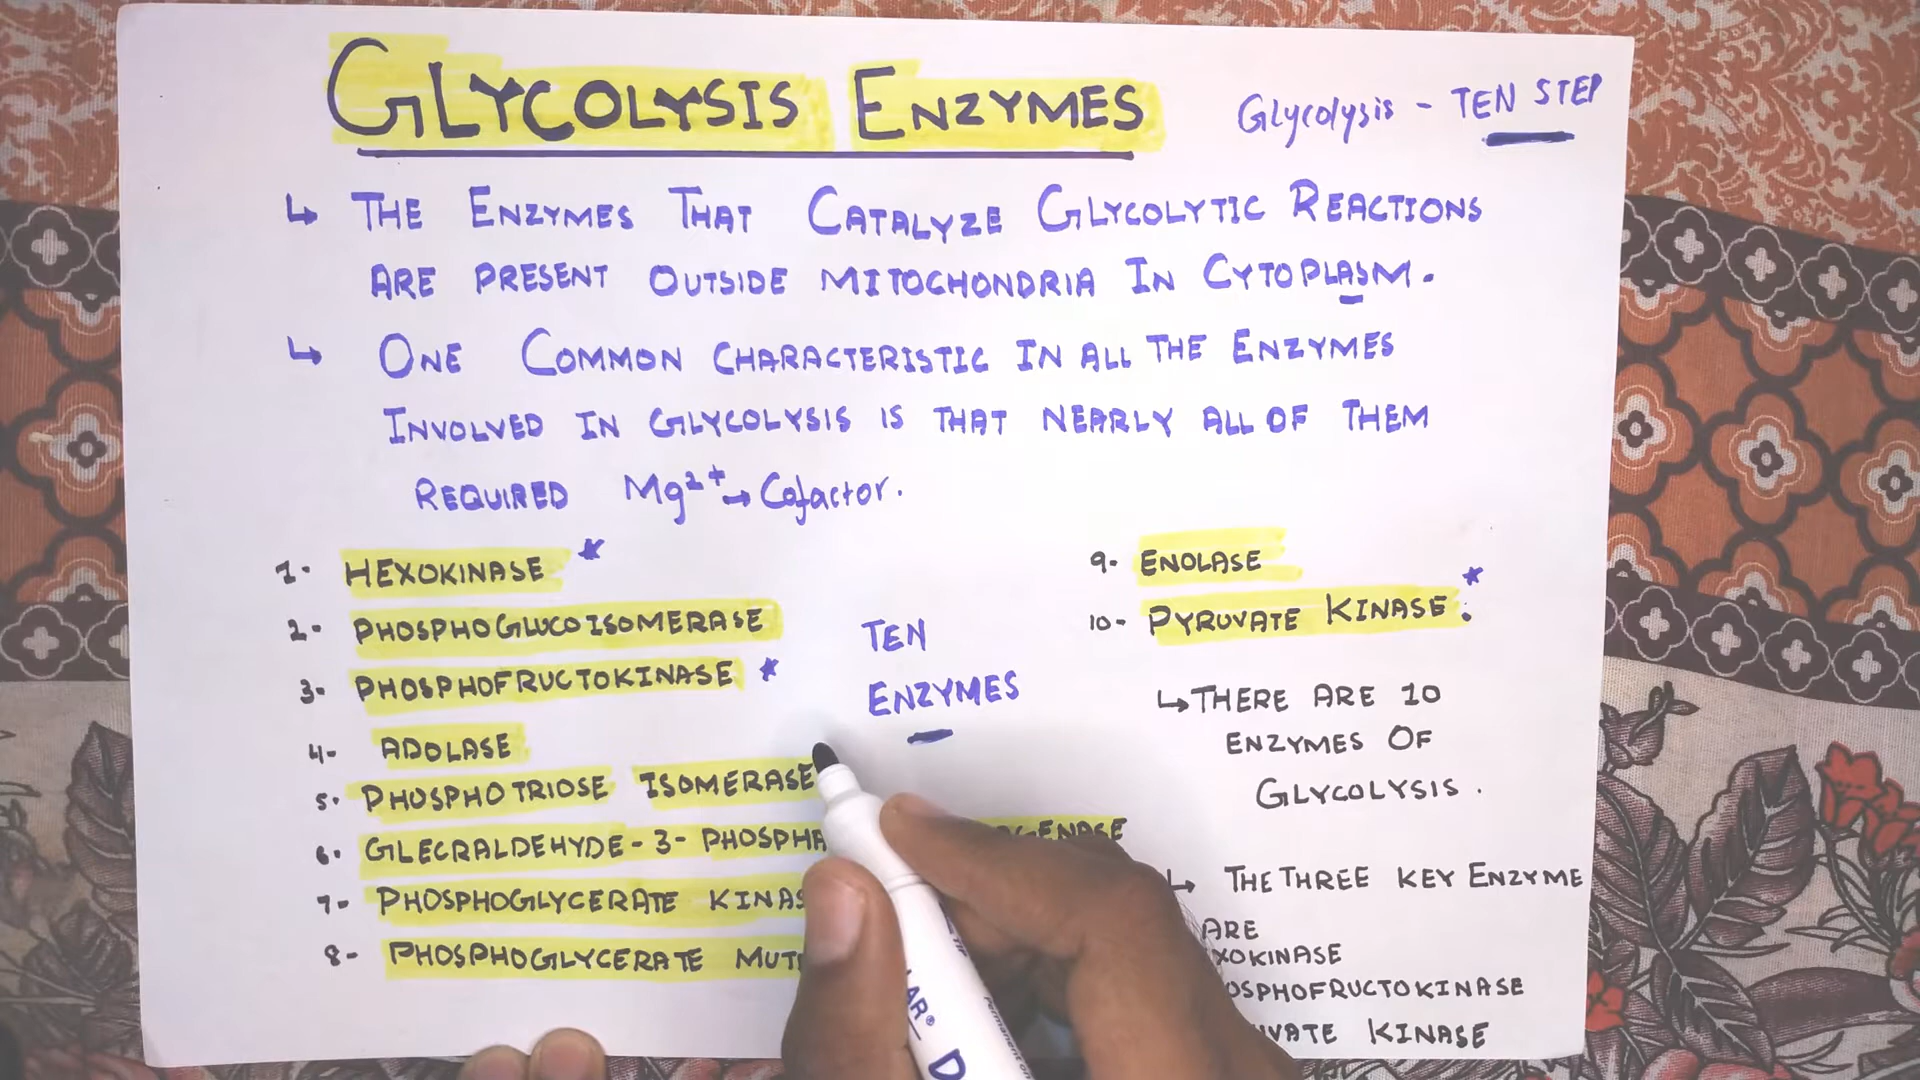 GLYCOLYSIS ENZYMES
Glycolysis - TEN STEP
↳ THE ENZYMES THAT CATALYZE GLYCOLYTIC REACTIONS
ARE PRESENT OUTSIDE MITOCHONDRIA IN CYTOPLASM.
↳ ONE COMMON CHARACTERISTIC IN ALL THE ENZYMES
INVOLVED IN GLYCOLYSIS IS THAT NEARLY ALL OF THEM
REQUIRED Mg²⁺→ Cofactor.
1- HEXOKINASE *
2- PHOSPHOGLUCOISOMERASE
3- PHOSPHOFRUCTOKINASE *
4- ADOLASE
5- PHOSPHOTRIOSE ISOMERASE
6- GLECRALDEHYDE-3-PHOSPHA GENASE
7- PHOSPHOGLYCERATE KINAS
8- PHOSPHOGLYCERATE MUT
TEN
ENZYMES
9- ENOLASE
10- PYRUVATE KINASE. *
↳ THERE ARE 10
ENZYMES OF
GLYCOLYSIS.
↳ THE THREE KEY ENZYME
ARE
XOKINASE
OSPHOFRUCTOKINASE
UVATE KINASE
AR®
D